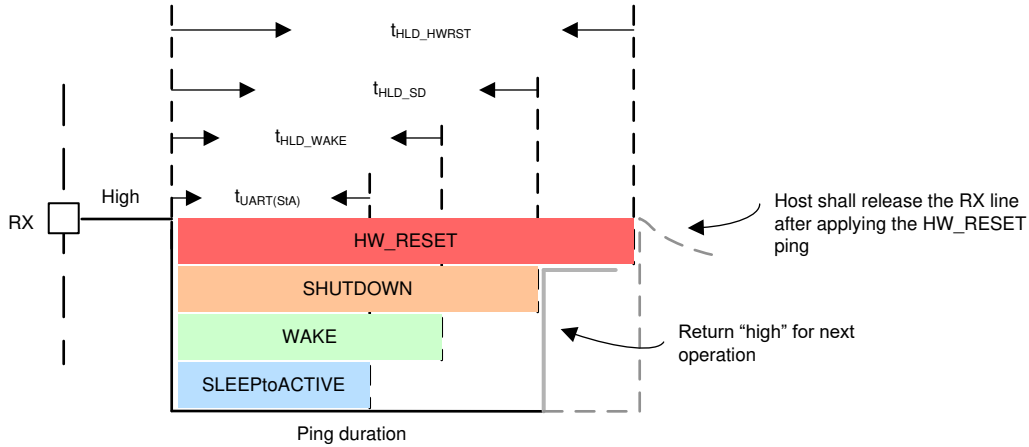 tHLD_HWRST
tHLD_SD
tHLD_WAKE
tUART(StA)
High
RX
HW_RESET
SHUTDOWN
WAKE
SLEEPtoACTIVE
Ping duration
Host shall release the RX line
after applying the HW_RESET
ping
Return “high” for next
operation